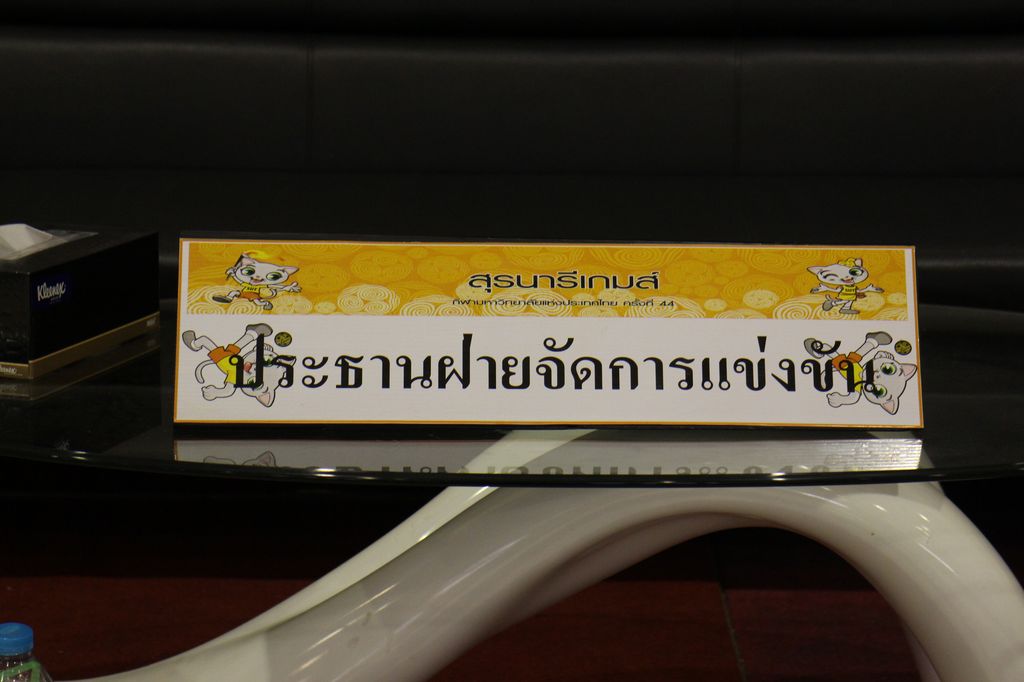 Kleenex
สุรนารีเกมส์
กีฬามหาวิทยาลัยแห่งประเทศไทย ครั้งที่ 44
ประธานฝ่ายจัดการแข่งขัน